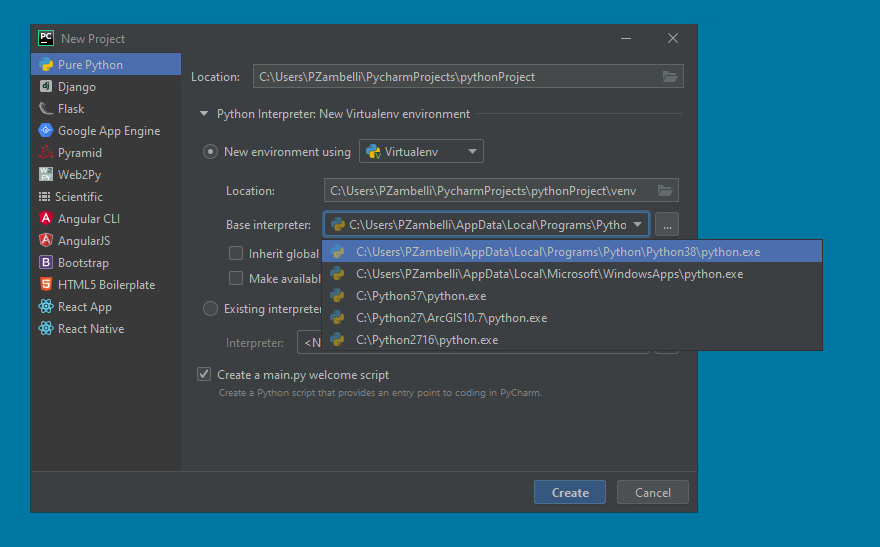 New Project
Pure Python
Django
Flask
Google App Engine
Pyramid
Web2Py
Scientific
Angular CLI
AngularJS
Bootstrap
HTML5 Boilerplate
React App
React Native
Location: C:\Users\PZambelli\PycharmProjects\pythonProject
Python Interpreter: New Virtualenv environment
New environment using Virtualenv
Location: C:\Users\PZambelli\PycharmProjects\pythonProject\venv
Base interpreter: C:\Users\PZambelli\AppData\Local\Programs\Pytho ...
Inherit global
C:\Users\PZambelli\AppData\Local\Programs\Python\Python38\python.exe
Make availabl
C:\Users\PZambelli\AppData\Local\Microsoft\WindowsApps\python.exe
C:\Python37\python.exe
Existing interpreter
C:\Python27\ArcGIS10.7\python.exe
C:\Python2716\python.exe
Interpreter: <N
Create a main.py welcome script
Create a Python script that provides an entry point to coding in PyCharm.
Create
Cancel